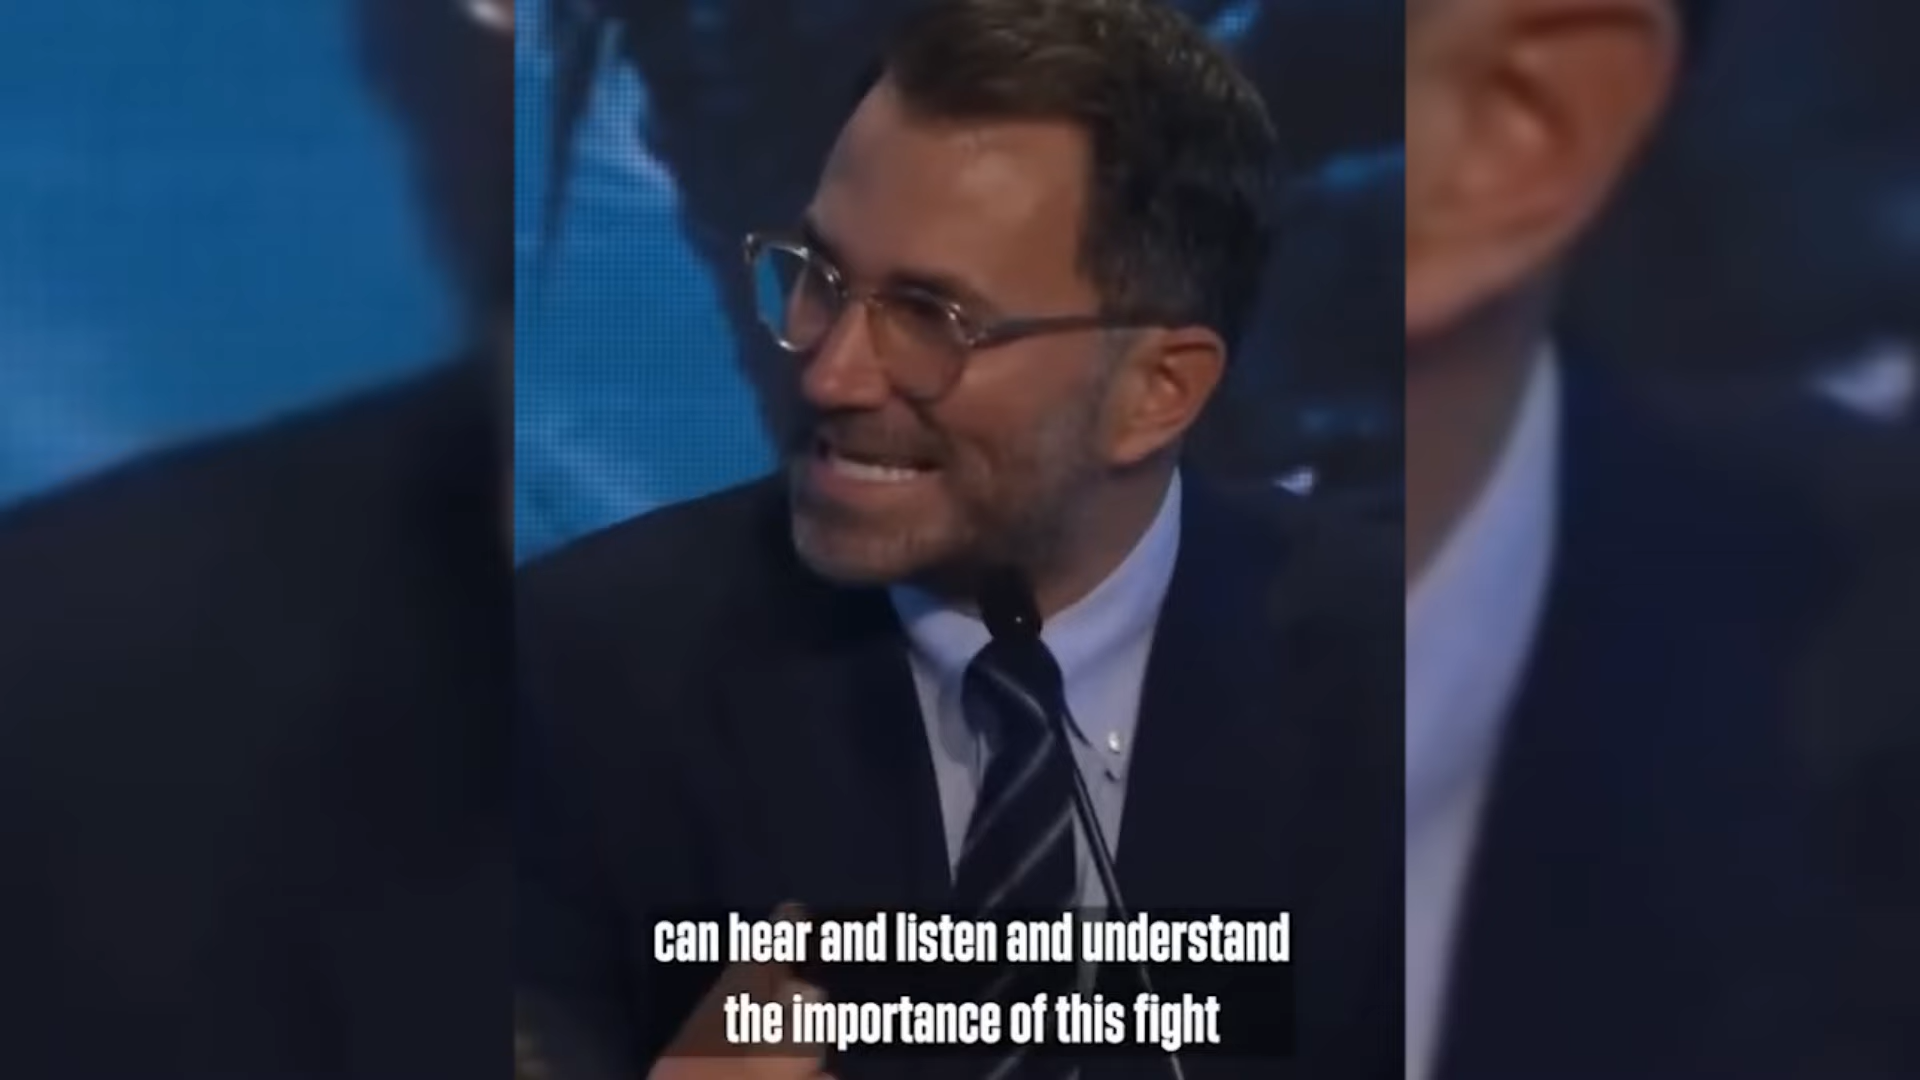 can hear and listen and understand
the importance of this fight